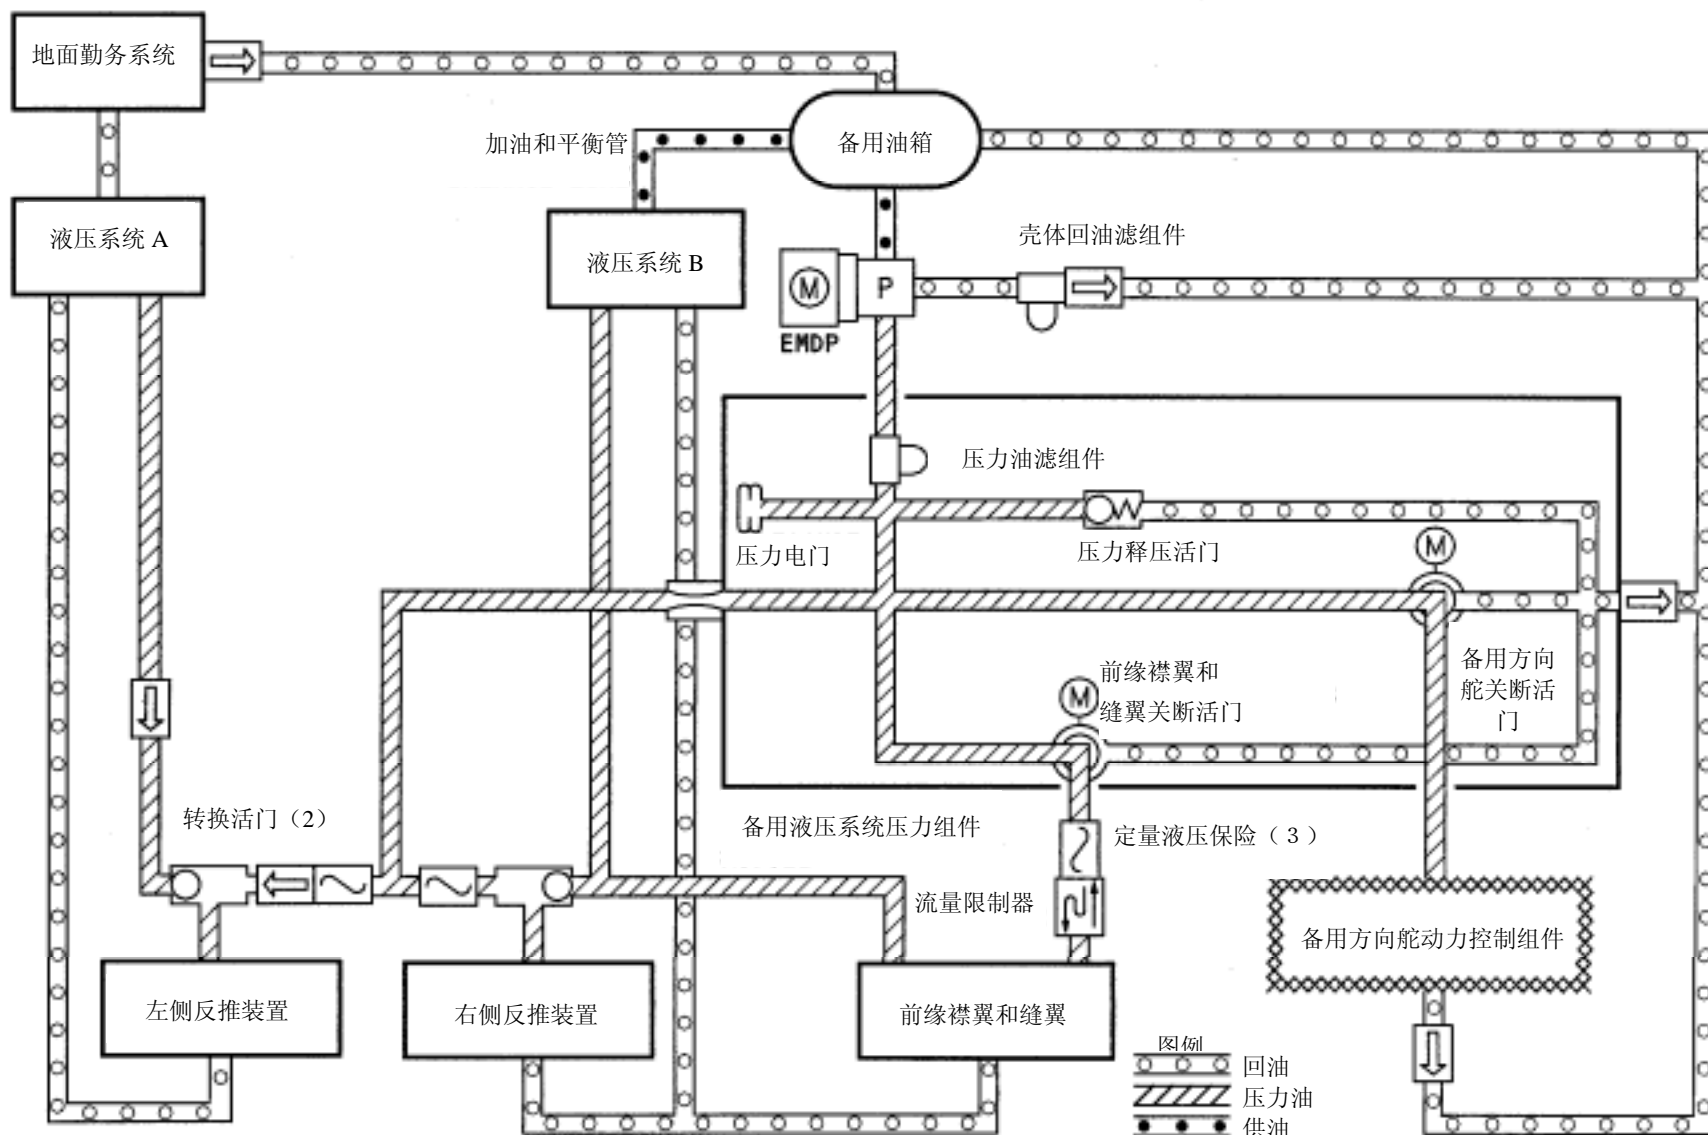 地面勤务系统
加油和平衡管
备用油箱
液压系统 A
液压系统 B
壳体回油滤组件
M
P
EMDP
压力油滤组件
压力电门
压力释压活门
M
前缘襟翼和
缝翼关断活门
M
备用方向
舵关断活
门
转换活门（2）
备用液压系统压力组件
定量液压保险（3）
流量限制器
备用方向舵动力控制组件
左侧反推装置
右侧反推装置
前缘襟翼和缝翼
图例
回油
压力油
供油